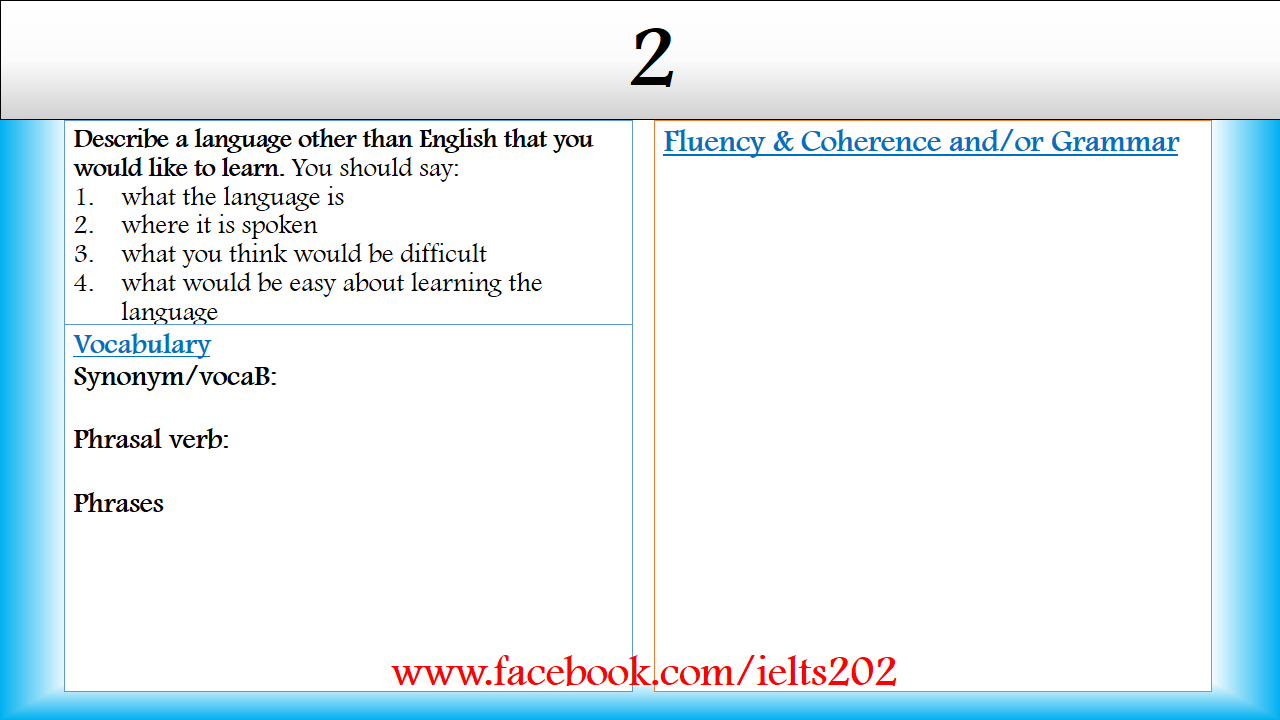 2
Describe a language other than English that you
would like to learn. You should say:
1. what the language is
2. where it is spoken
3. what you think would be difficult
4. what would be easy about learning the
language
Vocabulary
Synonym/vocaB:
Phrasal verb:
Phrases
Fluency & Coherence and/or Grammar
www.facebook.com/ielts202